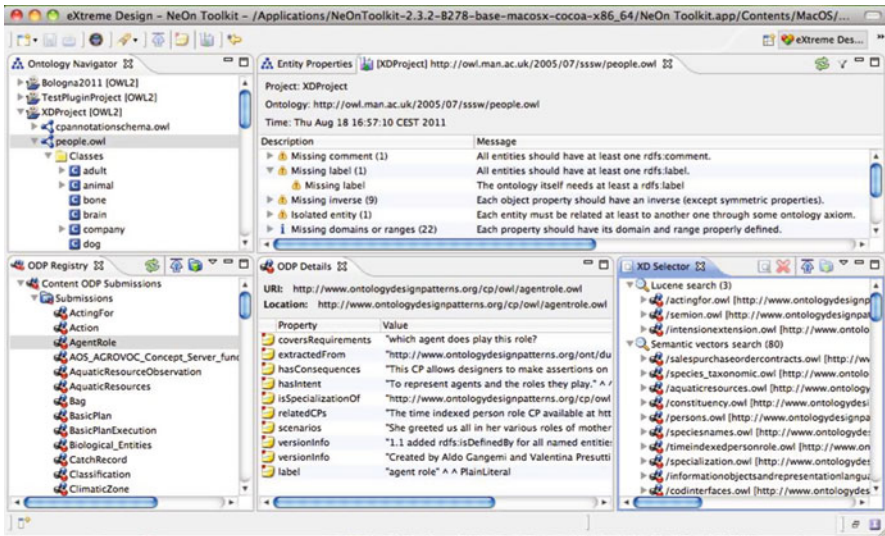 eXtreme Design – NeOn Toolkit – /Applications/NeOnToolkit-2.3.2-B278-base-macosx-cocoa-x86_64/NeOn Toolkit.app/Contents/MacOS/...
eXtreme Des...
Ontology Navigator
Bologna2011 [OWL2]
TestPluginProject [OWL2]
XDProject [OWL2]
cpannotationschema.owl
people.owl
Classes
adult
animal
bone
brain
company
dog
Entity Properties [XDProject] http://owl.man.ac.uk/2005/07/sssw/people.owl
Project: XDProject
Ontology: http://owl.man.ac.uk/2005/07/sssw/people.owl
Time: Thu Aug 18 16:57:10 CEST 2011
Description Message
Missing comment (1) All entities should have at least one rdfs:comment.
Missing label (1) All entities should have at least one rdfs:label.
Missing label The ontology itself needs at least a rdfs:label
Missing inverse (9) Each object property should have an inverse (except symmetric properties).
Isolated entity (1) Each entity must be related at least to another one through some ontology axiom.
Missing domains or ranges (22) Each property should have its domain and range properly defined.
ODP Registry
Content ODP Submissions
Submissions
ActingFor
Action
AgentRole
AOS_AGROVOC_Concept_Server_func
AquaticResourceObservation
AquaticResources
Bag
BasicPlan
BasicPlanExecution
Biological_Entities
CatchRecord
Classification
ClimaticZone
ODP Details
URI: http://www.ontologydesignpatterns.org/cp/owl/agentrole.owl
Location: http://www.ontologydesignpatterns.org/cp/owl/agentrole.owl
Property Value
coversRequirements "which agent does play this role?
extractedFrom "http://www.ontologydesignpatterns.org/ont/du
hasConsequences "This CP allows designers to make assertions on
hasIntent "To represent agents and the roles they play." ^ ^
isSpecializationOf "http://www.ontologydesignpatterns.org/cp/owl
relatedCPs "The time indexed person role CP available at htt
scenarios "She greeted us all in her various roles of mother
versionInfo "1.1 added rdfs:isDefinedBy for all named entitie
versionInfo "Created by Aldo Gangemi and Valentina Presutti
label "agent role" ^ ^ PlainLiteral
XD Selector
Lucene search (3)
/actingfor.owl [http://www.ontologydesignp
/semion.owl [http://www.ontologydesignpat
/intensionextension.owl [http://www.ontolo
Semantic vectors search (80)
/salespurchaseordercontracts.owl [http://ww
/species_taxonomic.owl [http://www.ontolo
/aquaticresources.owl [http://www.ontology
/constituency.owl [http://www.ontologydesi
/persons.owl [http://www.ontologydesignpa
/speciesnames.owl [http://www.ontologydes
/timeindexedpersonrole.owl [http://www.on
/specialization.owl [http://www.ontologydes
/informationobjectsandrepresentationlangua
/codinterfaces.owl [http://www.ontologydes